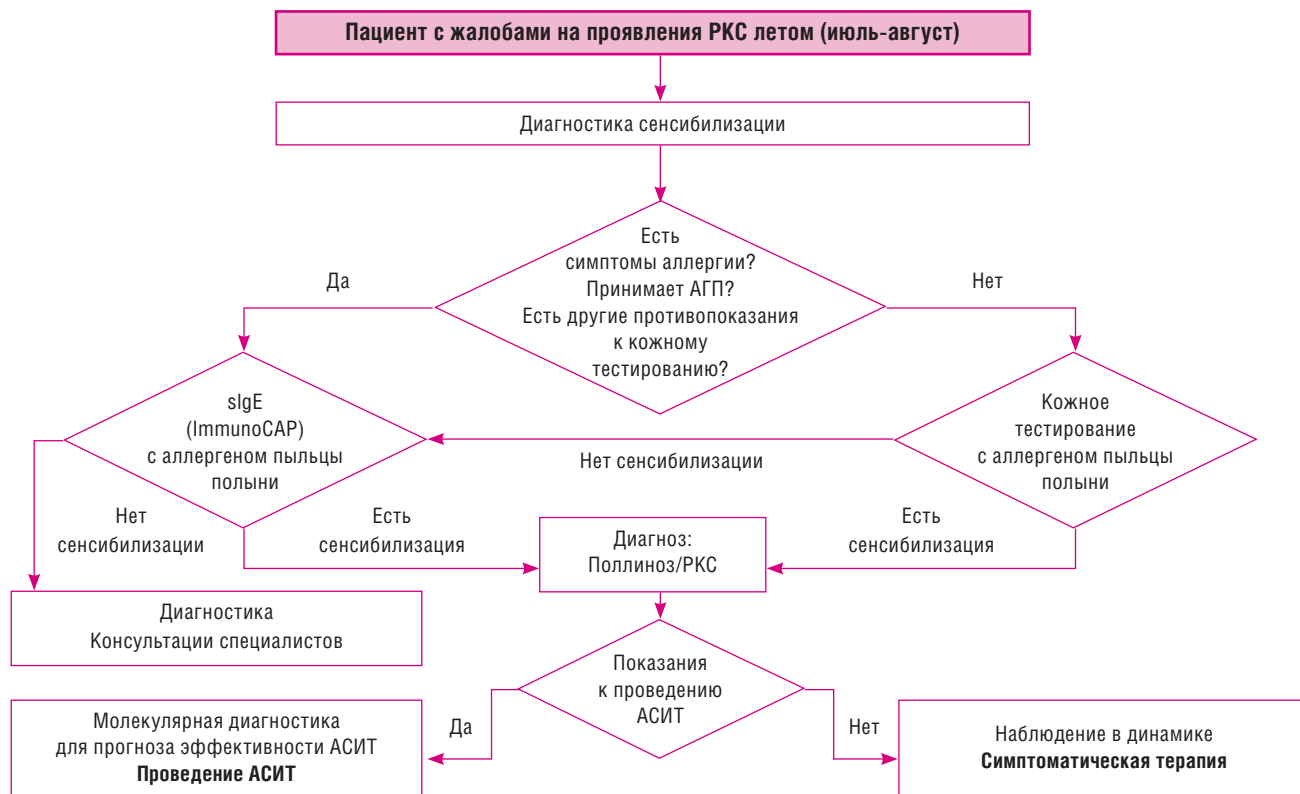 Пациент с жалобами на проявления РКС летом (июль-август)
Диагностика сенсибилизации
Есть
симптомы аллергии?
Принимает АГП?
Есть другие противопоказания
к кожному
тестированию?
Да
Нет
sIgE
(ImmunoCAP)
с аллергеном пыльцы
полыни
Кожное
тестирование
с аллергеном пыльцы
полыни
Нет сенсибилизации
Нет
сенсибилизации
Есть
сенсибилизация
Диагноз:
Поллиноз/РКС
Есть
сенсибилизация
Диагностика
Консультации специалистов
Показания
к проведению
АСИТ
Да
Нет
Молекулярная диагностика
для прогноза эффективности АСИТ
Проведение АСИТ
Наблюдение в динамике
Симптоматическая терапия